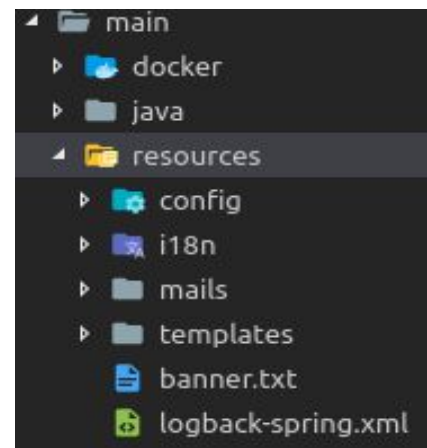 main
docker
java
resources
config
i18n
mails
templates
banner.txt
logback-spring.xml